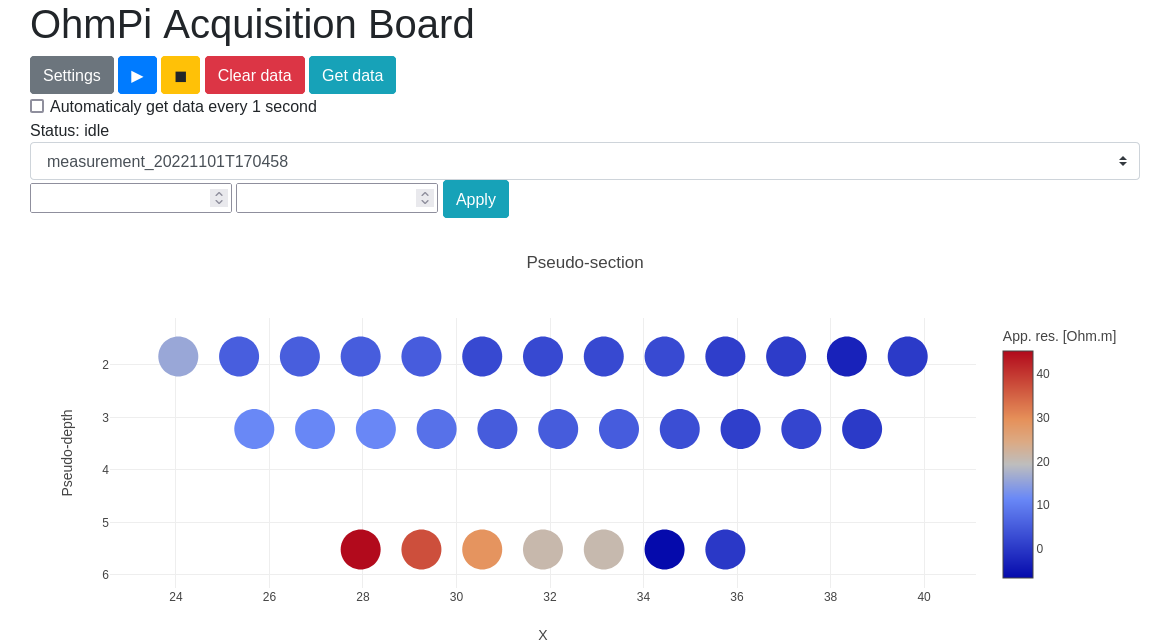 OhmPi Acquisition Board
Settings ▶ ■ Clear data Get data
Automaticaly get data every 1 second
Status: idle
measurement_20221101T170458
Apply
Pseudo-section
App. res. [Ohm.m]
40
30
20
10
0
Pseudo-depth
2
3
4
5
6
24 26 28 30 32 34 36 38 40
X